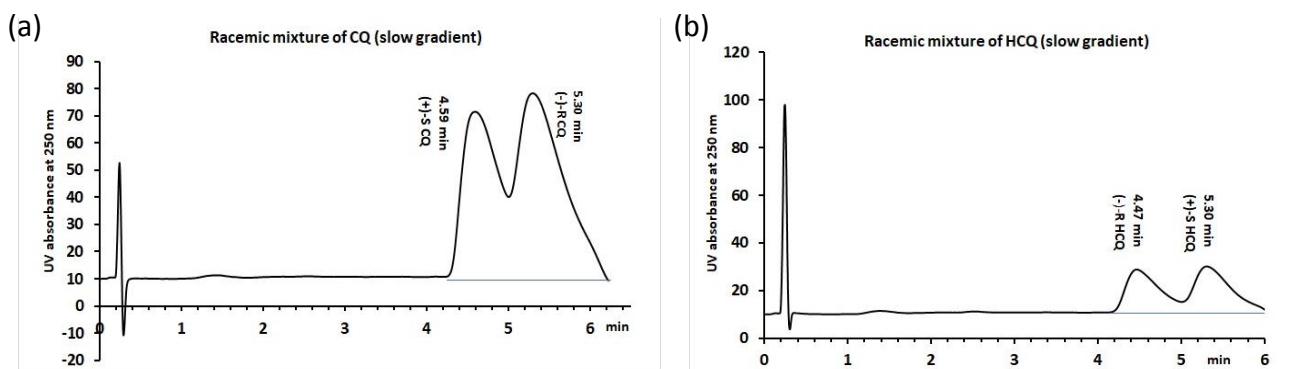 (a)
Racemic mixture of CQ (slow gradient)
UV absorbance at 250 nm
90
80
70
60
50
40
30
20
10
0
-10
-20
0 1 2 3 4 5 6 min
4.59 min
(+)-S CQ
5.30 min
(-)-R CQ
(b)
Racemic mixture of HCQ (slow gradient)
UV absorbance at 250 nm
120
100
80
60
40
20
0
0 1 2 3 4 5 min 6
4.47 min
(-)-R HCQ
5.30 min
(+)-S HCQ